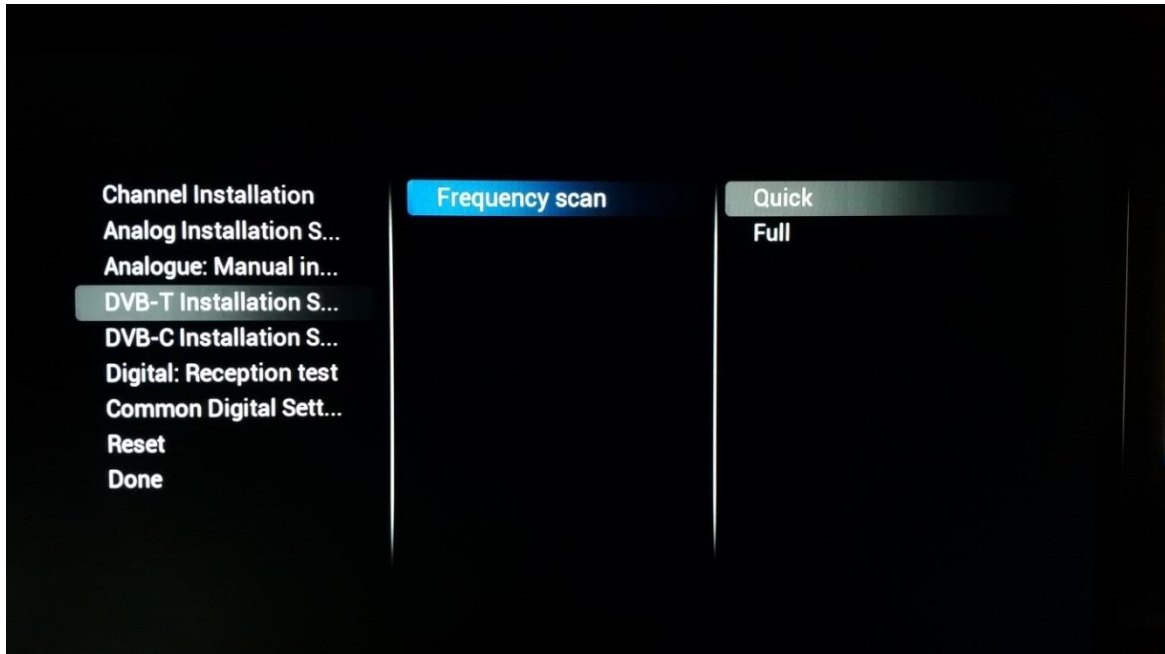 Channel Installation
Analog Installation S...
Analogue: Manual in...
DVB-T Installation S...
DVB-C Installation S...
Digital: Reception test
Common Digital Sett...
Reset
Done
Frequency scan
Quick
Full